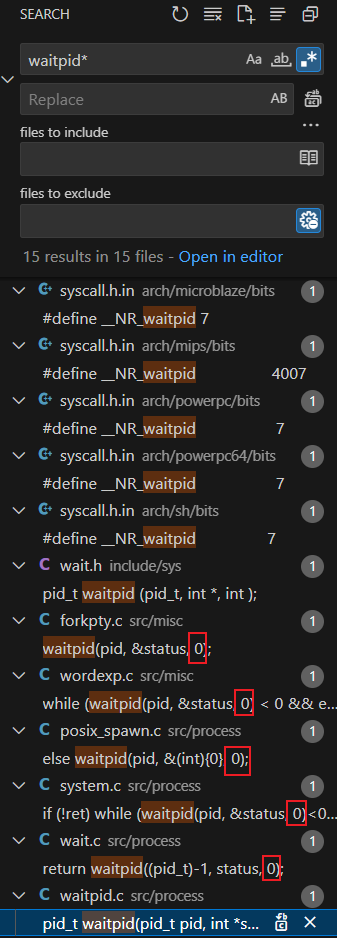 SEARCH
waitpid* Aa ab .*
Replace AB
...
files to include
files to exclude
15 results in 15 files - Open in editor
syscall.h.in arch/microblaze/bits 1
#define __NR_waitpid 7
syscall.h.in arch/mips/bits 1
#define __NR_waitpid 4007
syscall.h.in arch/powerpc/bits 1
#define __NR_waitpid 7
syscall.h.in arch/powerpc64/bits 1
#define __NR_waitpid 7
syscall.h.in arch/sh/bits 1
#define __NR_waitpid 7
C wait.h include/sys 1
pid_t waitpid (pid_t, int *, int );
C forkpty.c src/misc 1
waitpid(pid, &status, 0);
C wordexp.c src/misc 1
while (waitpid(pid, &status, 0) < 0 && e...
C posix_spawn.c src/process 1
else waitpid(pid, &(int){0}, 0);
C system.c src/process 1
if (!ret) while (waitpid(pid, &status, 0)<0...
C wait.c src/process 1
return waitpid((pid_t)-1, status, 0);
C waitpid.c src/process 1
pid_t waitpid(pid_t pid, int *s...